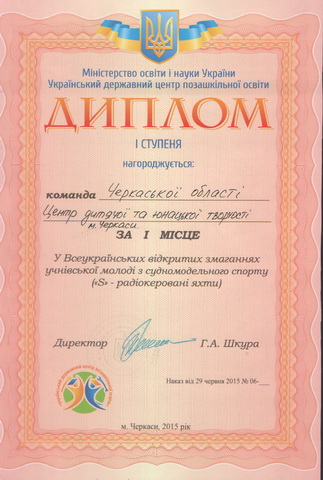 Міністерство освіти і науки України
Український державний центр позашкільної освіти
ДИПЛОМ
І СТУПЕНЯ
нагороджується:
команда Черкаської області
Центр дитячої та юнацької творчості
м. Черкаси
ЗА І МІСЦЕ
У Всеукраїнських відкритих змаганнях
учнівської молоді з судномодельного спорту
(«S» - радіокеровані яхти)
Директор Г.А. Шкура
Наказ від 29 червня 2015 № 06-___
м. Черкаси, 2015 рік